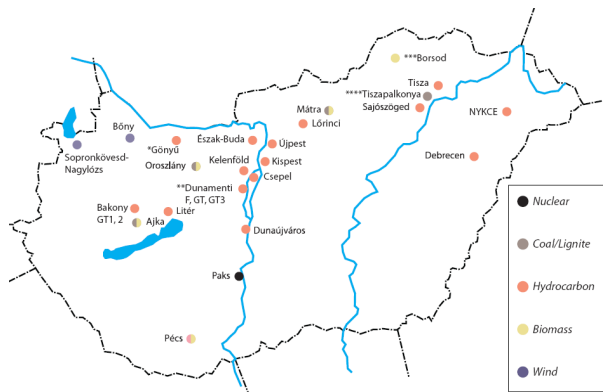 ***Borsod
Tisza
****Tiszapalkonya
Sajószöged
NYKCE
Mátra
Lőrinci
Bőny
*Gönyű
Észak-Buda
Újpest
Sopronkövesd-
Nagylózs
Oroszlány
Kelenföld
Kispest
Csepel
Debrecen
**Dunamenti
F, GT, GT3
Bakony
GT1, 2
Ajka
Litér
Dunaújváros
Paks
Pécs
Nuclear
Coal/Lignite
Hydrocarbon
Biomass
Wind